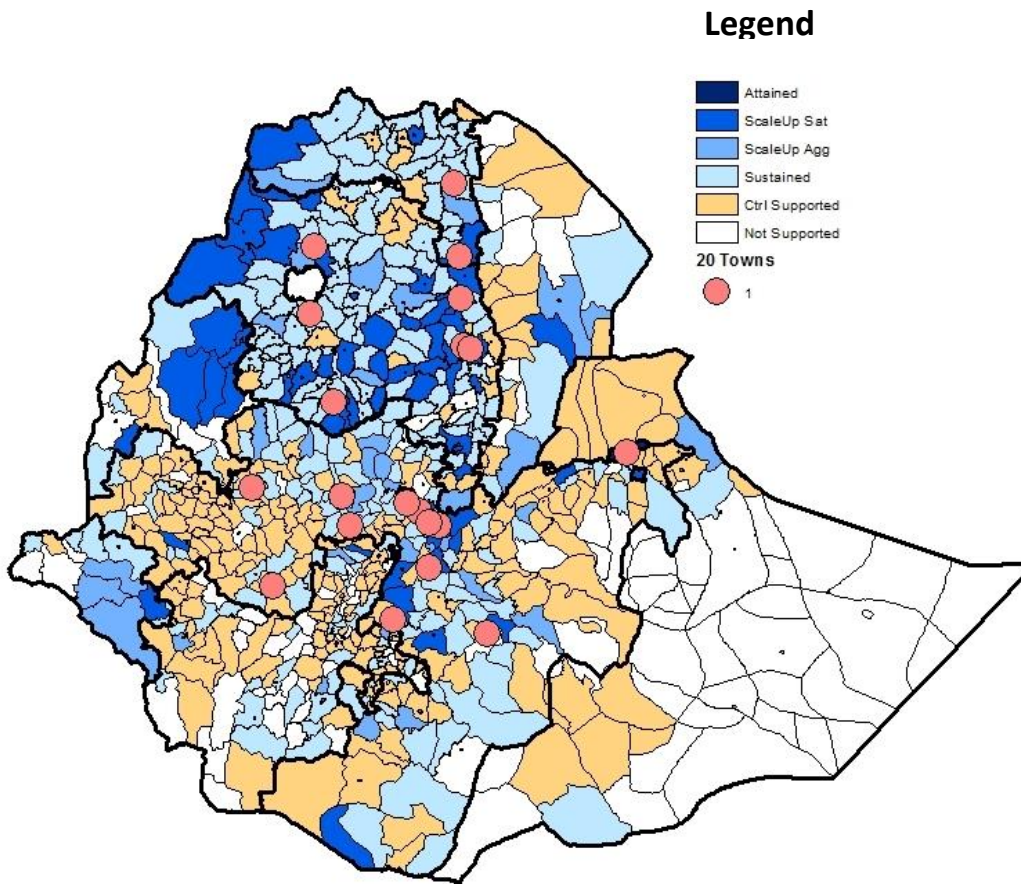 Legend
Attained
ScaleUp Sat
ScaleUp Agg
Sustained
Ctrl Supported
Not Supported
20 Towns
1